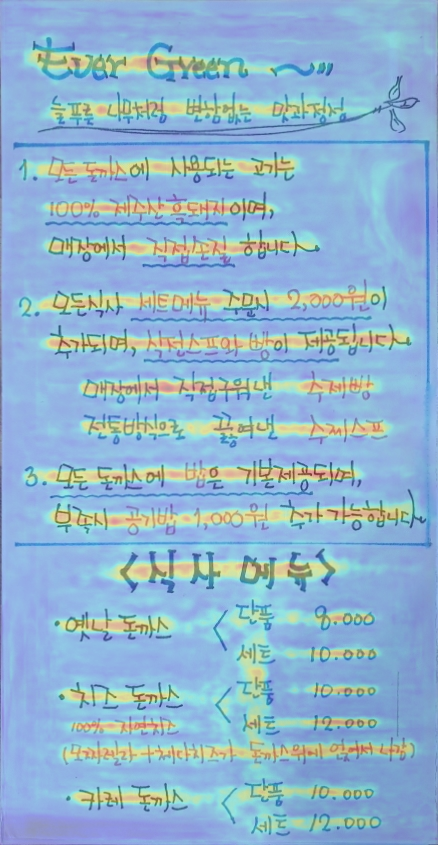 Ever Green
늘푸른 나무처럼 변함없는 맛과정성
1. 모든 돈까스에 사용되는 고기는
100% 제주산 흑돼지이며,
매장에서 직접손질 합니다
2. 모든식사 세트메뉴 주문시 2,000원이
추가되며, 식전스프와 빵이 제공됩니다
매장에서 직접구워낸 수제빵
전통방식으로 끓여낸 수제스프
3. 모든 돈까스에 밥은 기본제공되며,
부족시 공기밥 1,000원 추가 가능합니다
<식사 메뉴>
· 옛날 돈까스 < 단품 8.000
세트 10.000
· 치즈 돈까스 < 단품 10.000
100% 자연치즈 세트 12.000
(모짜렐라+체다치즈가 돈까스위에 얹어서 나감)
· 카레 돈까스 < 단품 10.000
세트 12.000